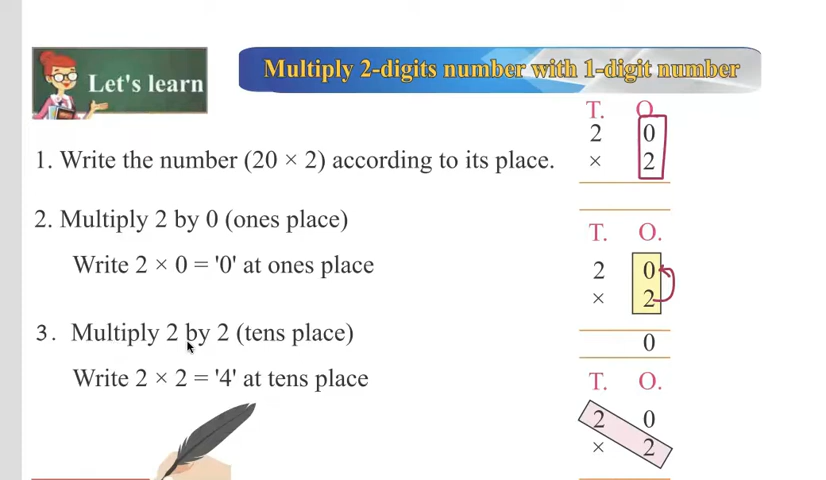 Let's learn
Multiply 2-digits number with 1-digit number
T. O.
2 0
× 2
1. Write the number (20 × 2) according to its place.
2. Multiply 2 by 0 (ones place)
Write 2 × 0 = '0' at ones place
T. O.
2 0
× 2
0
3. Multiply 2 by 2 (tens place)
Write 2 × 2 = '4' at tens place
T. O.
2 0
× 2